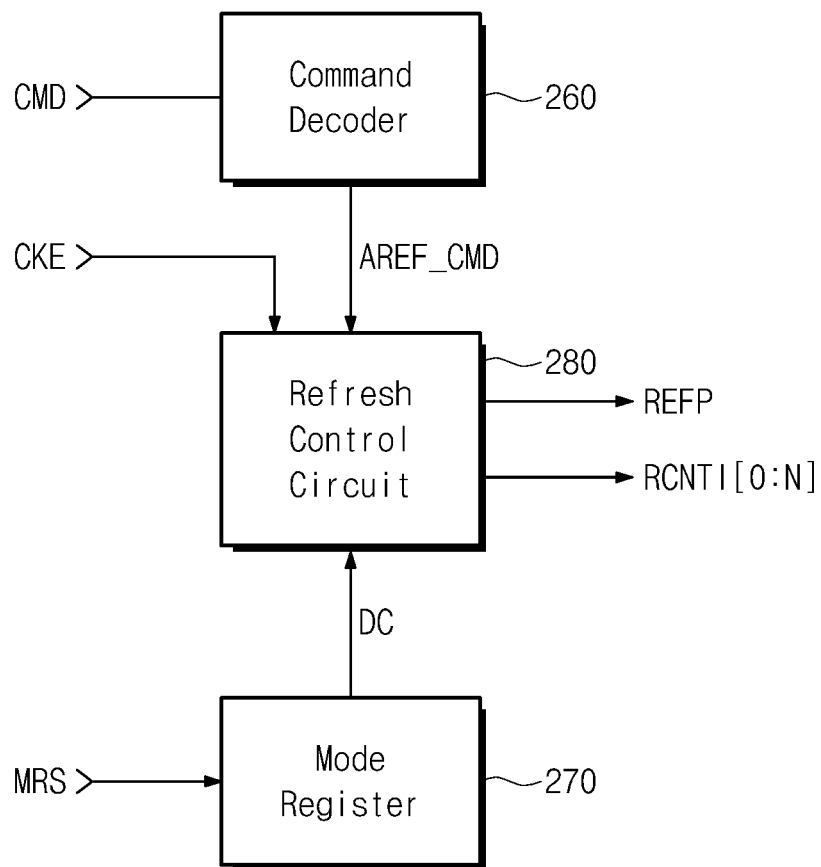 Command
Decoder
CMD
260
CKE
AREF_CMD
280
Refresh
Control
Circuit
REFP
RCNTI[0:N]
DC
Mode
Register
MRS
270